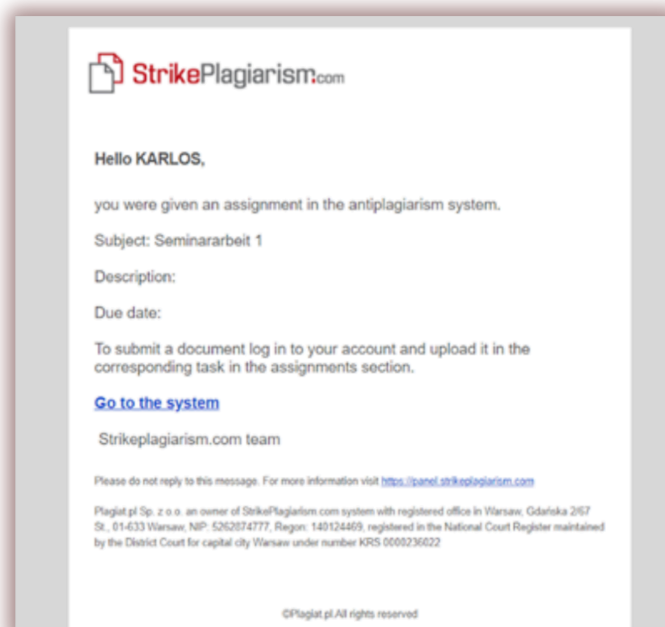 StrikePlagiarism.com
Hello KARLOS,
you were given an assignment in the antiplagiarism system.
Subject: Seminararbeit 1
Description:
Due date:
To submit a document log in to your account and upload it in the
corresponding task in the assignments section.
Go to the system
Strikeplagiarism.com team
Please do not reply to this message. For more information visit https://panel.strikeplagiarism.com
Plagiat.pl Sp. z o.o. an owner of StrikePlagiarism.com system with registered office in Warsaw, Gdańska 2/67
St., 01-633 Warsaw, NIP: 5262874777, Regon: 140124469, registered in the National Court Register maintained
by the District Court for capital city Warsaw under number KRS 0000236022
©Plagiat.pl.All rights reserved